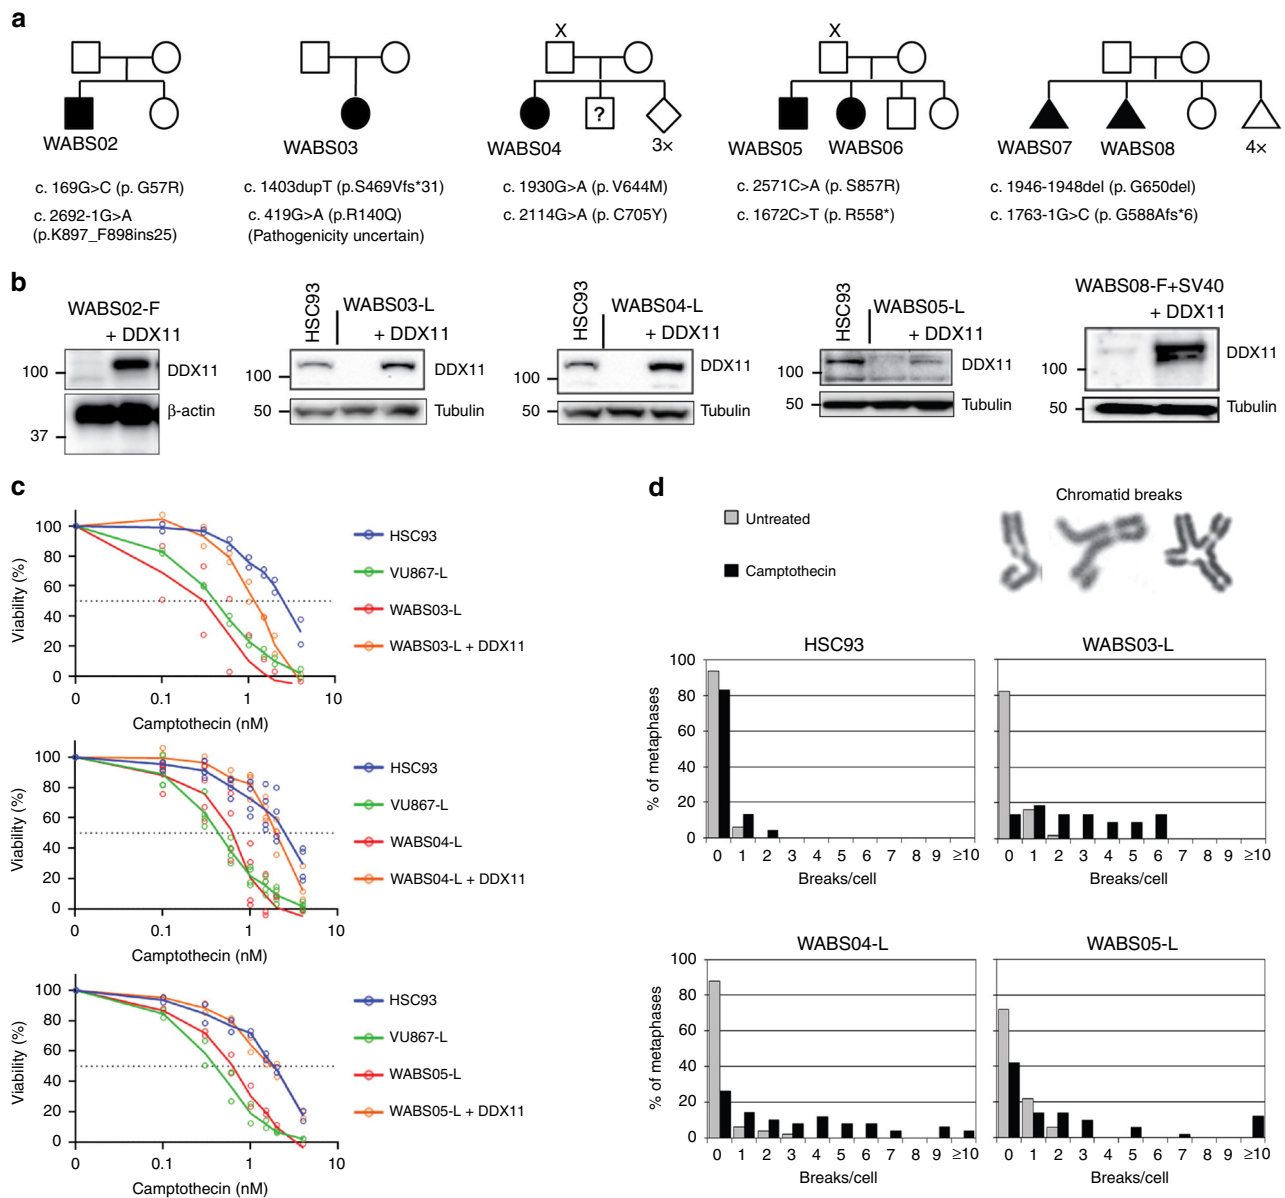 a
X
X
?
WABS02
WABS03
WABS04
3×
WABS05
WABS06
WABS07
WABS08
4×
c. 169G>C (p. G57R)
c. 2692-1G>A
(p.K897_F898ins25)
c. 1403dupT (p.S469Vfs*31)
c. 419G>A (p.R140Q)
(Pathogenicity uncertain)
c. 1930G>A (p. V644M)
c. 2114G>A (p. C705Y)
c. 2571C>A (p. S857R)
c. 1672C>T (p. R558*)
c. 1946-1948del (p. G650del)
c. 1763-1G>C (p. G588Afs*6)
b
WABS02-F
+ DDX11
100
DDX11
β-actin
37
HSC93
WABS03-L
+ DDX11
100
DDX11
50
Tubulin
HSC93
WABS04-L
+ DDX11
100
DDX11
50
Tubulin
HSC93
WABS05-L
+ DDX11
100
DDX11
50
Tubulin
WABS08-F+SV40
+ DDX11
100
DDX11
50
Tubulin
c
Viability (%)
100
80
60
40
20
0
0
0.1
1
10
Camptothecin (nM)
HSC93
VU867-L
WABS03-L
WABS03-L + DDX11
Viability (%)
100
80
60
40
20
0
0
0.1
1
10
Camptothecin (nM)
HSC93
VU867-L
WABS04-L
WABS04-L + DDX11
Viability (%)
100
80
60
40
20
0
0
0.1
1
10
Camptothecin (nM)
HSC93
VU867-L
WABS05-L
WABS05-L + DDX11
d
Untreated
Camptothecin
Chromatid breaks
HSC93
% of metaphases
100
80
60
40
20
0
0 1 2 3 4 5 6 7 8 9 ≥10
Breaks/cell
WABS03-L
0 1 2 3 4 5 6 7 8 9 ≥10
Breaks/cell
WABS04-L
% of metaphases
100
80
60
40
20
0
0 1 2 3 4 5 6 7 8 9 ≥10
Breaks/cell
WABS05-L
0 1 2 3 4 5 6 7 8 9 ≥10
Breaks/cell